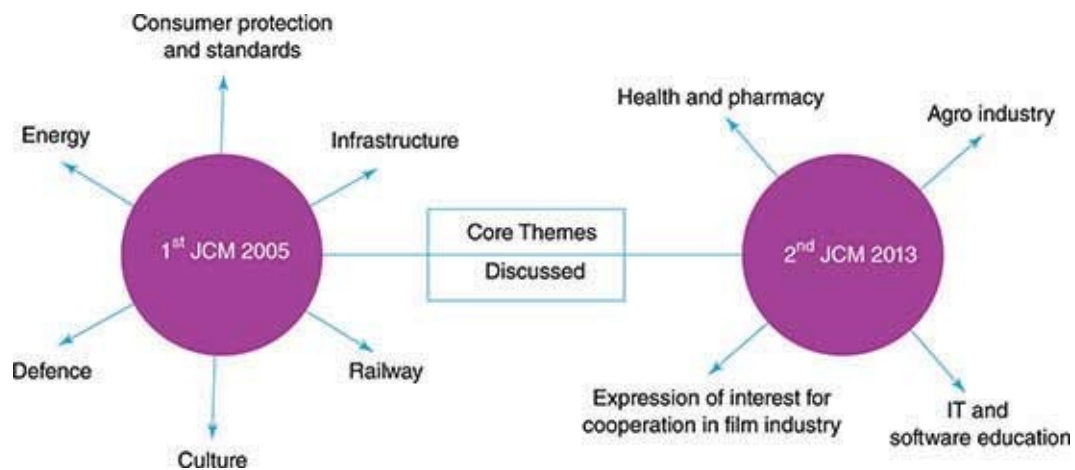 Consumer protection
and standards
Energy
Infrastructure
1st JCM 2005
Defence
Railway
Culture
Core Themes
Discussed
Health and pharmacy
Agro industry
2nd JCM 2013
Expression of interest for
cooperation in film industry
IT and
software education